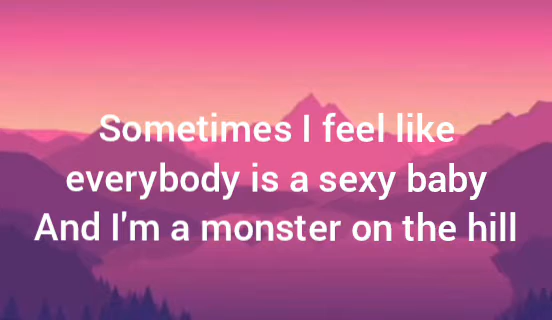 Sometimes I feel like
everybody is a sexy baby
And I'm a monster on the hill